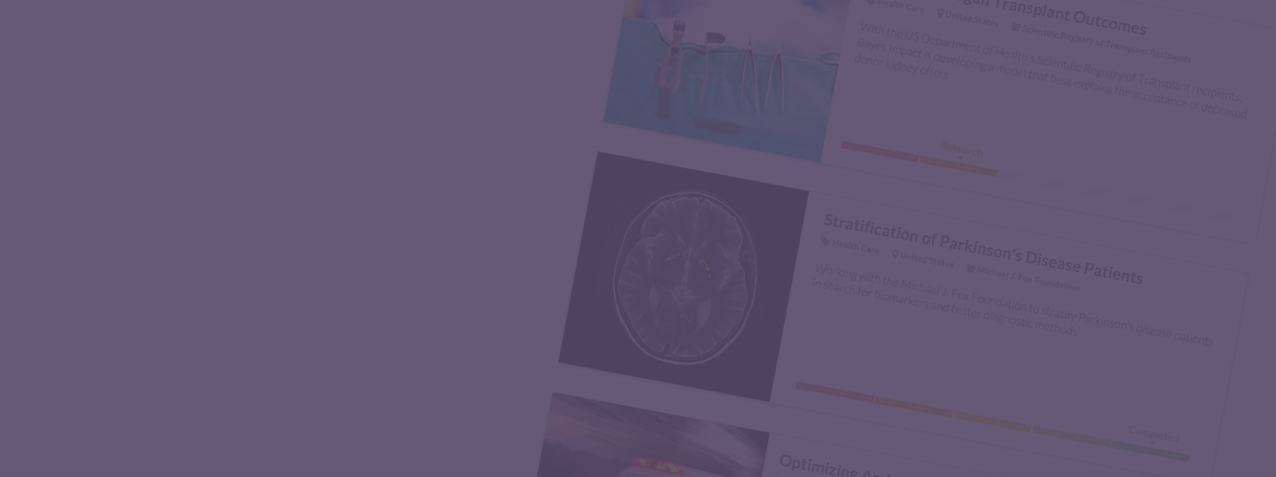 gan Transplant Outcomes
Health Care United States Scientific Registry of Transplant Recipients
With the US Department of Health's Scientific Registry of Transplant recipients,
Bayes Impact is developing a model that best explains the acceptance of deceased
donor kidney offers
Research
Stratification of Parkinson's Disease Patients
Health Care United States Michael J. Fox Foundation
Working with the Michael J. Fox Foundation to stratify Parkinson's disease patients
in search for biomarkers and better diagnostic methods
Completed
Optimizing